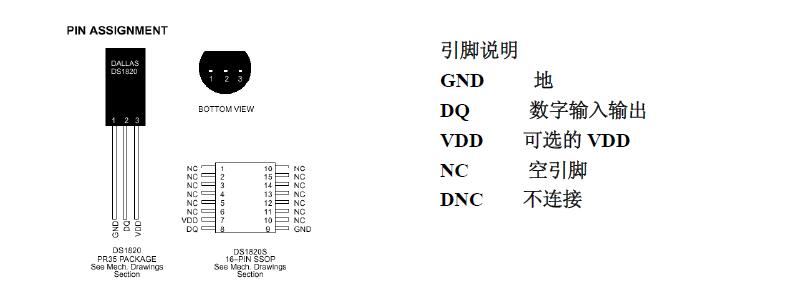 PIN ASSIGNMENT
DALLAS
DS1820
1 2 3
GND
DQ
VDD
DS1820
PR35 PACKAGE
See Mech. Drawings
Section
1 2 3
BOTTOM VIEW
NC 1 10 NC
NC 2 15 NC
NC 3 14 NC
NC 4 13 NC
NC 5 12 NC
NC 6 11 NC
VDD 7 10 NC
DQ 8 9 GND
DS1820S
16-PIN SSOP
See Mech. Drawings
Section
引脚说明
GND 地
DQ 数字输入输出
VDD 可选的 VDD
NC 空引脚
DNC 不连接